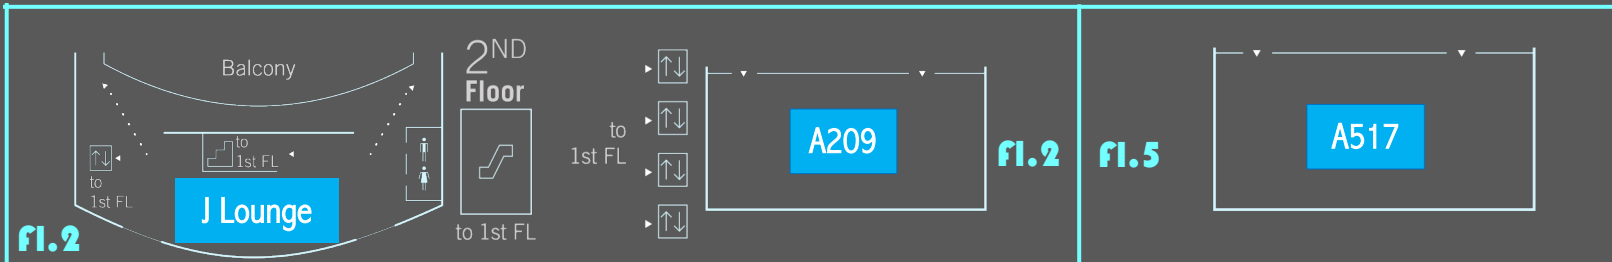 Balcony
to
1st FL
to
1st FL
J Lounge
Fl.2
2ND
Floor
to 1st FL
to
1st FL
A209
Fl.2
Fl.5
A517